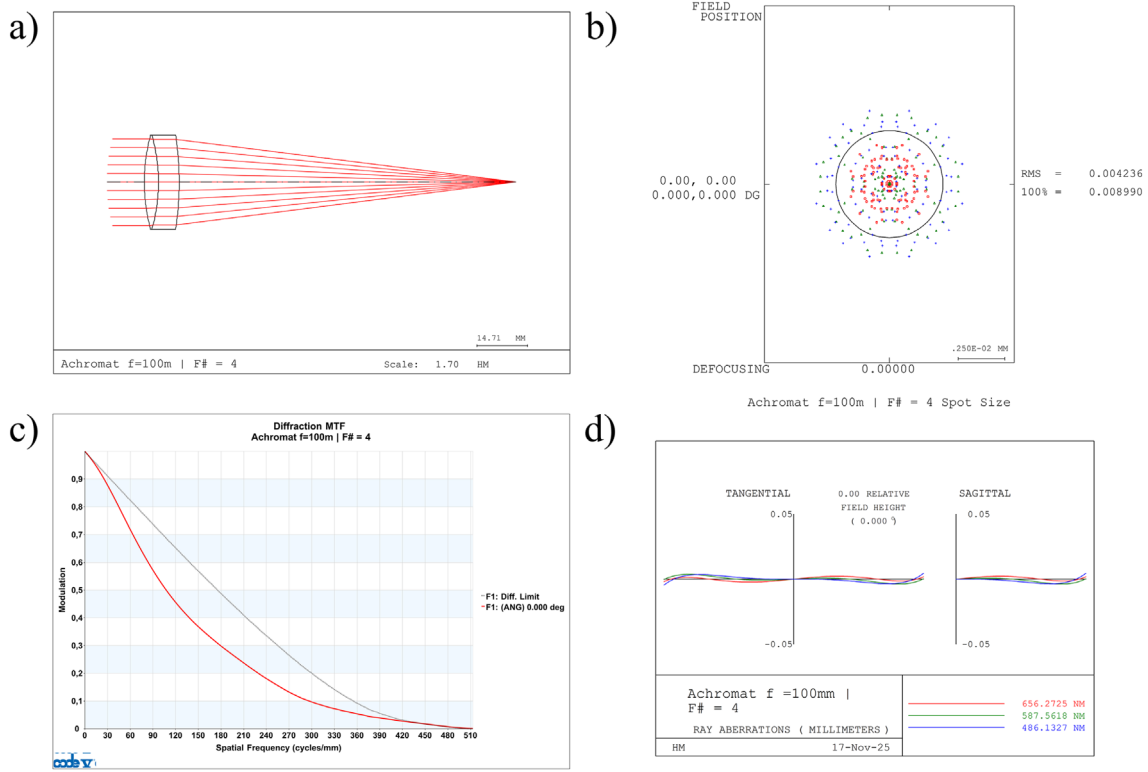 a)
14.71 MM
Achromat f=100m | F# = 4 Scale: 1.70 HM
b)
FIELD
POSITION
0.00, 0.00
0.000,0.000 DG
RMS = 0.004236
100% = 0.008990
.250E-02 MM
DEFOCUSING 0.00000
Achromat f=100m | F# = 4 Spot Size
c)
Diffraction MTF
Achromat f=100m | F# = 4
0,9
0,8
0,7
0,6
0,5
0,4
0,3
0,2
0,1
0
Modulation
0 30 60 90 120 150 180 210 240 270 300 330 360 390 420 450 480 510
Spatial Frequency (cycles/mm)
F1: Diff. Limit
F1: (ANG) 0.000 deg
code V
d)
TANGENTIAL
0.00 RELATIVE
FIELD HEIGHT
( 0.000 º)
SAGITTAL
0.05
0.05
-0.05
-0.05
Achromat f =100mm |
F# = 4
RAY ABERRATIONS ( MILLIMETERS )
HM 17-Nov-25
656.2725 NM
587.5618 NM
486.1327 NM